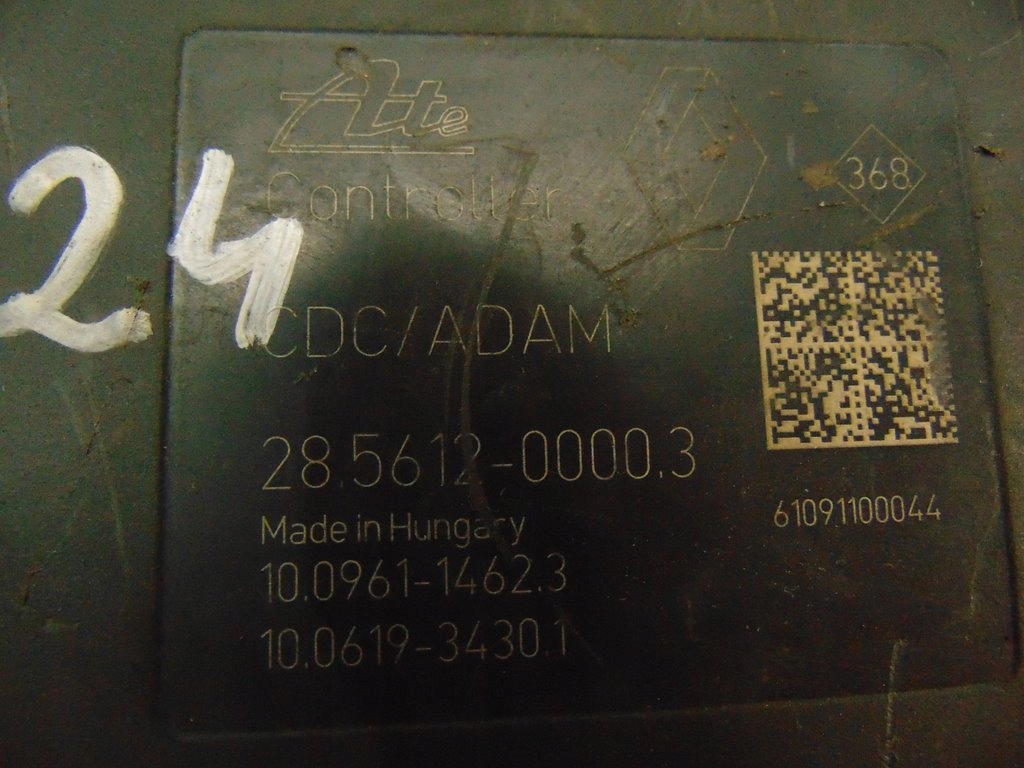 Ate
368
Controller
24
CDC/ADAM
28.5612-0000.3
61091100044
Made in Hungary
10.0961-1462.3
10.0619-3430.1